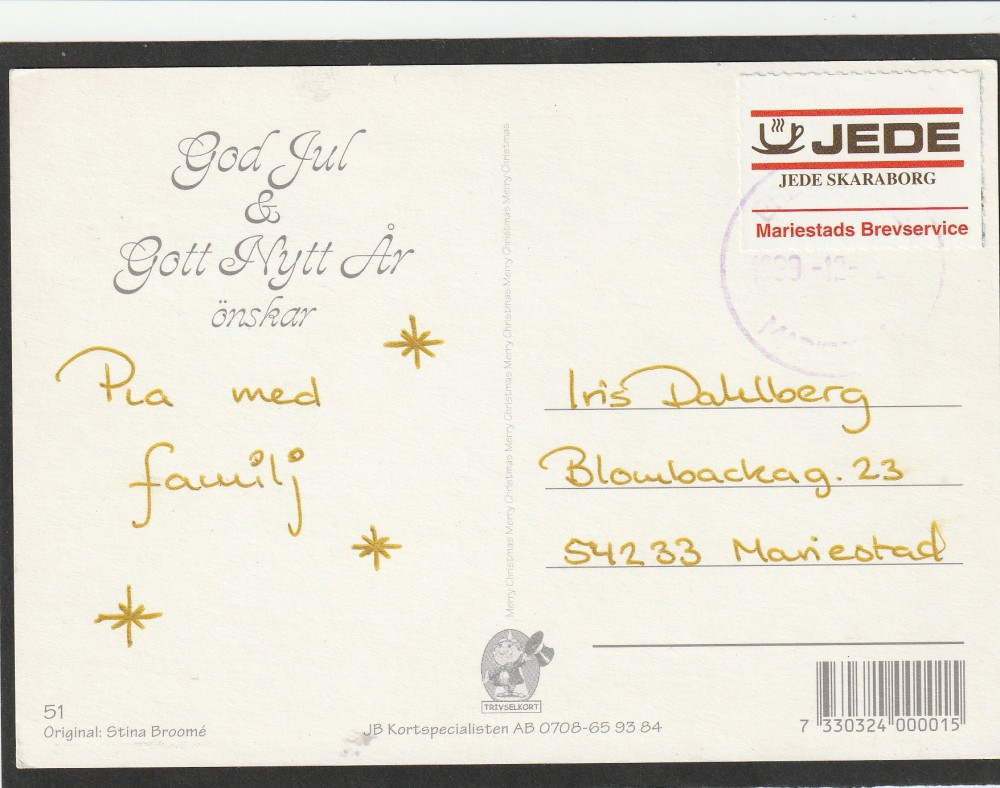 God Jul
&
Gott Nytt År
önskar
Pia med
familj
51
Original: Stina Broomé
Merry Christmas Merry Christmas Merry Christmas Merry Christmas Merry Christmas Merry Christmas Merry Christmas
TRIVSELKORT
JB Kortspecialisten AB 0708-65 93 84
JEDE
JEDE SKARABORG
Mariestads Brevservice
Iris Dahlberg
Blombackag. 23
54233 Mariestad
7 330324 000015